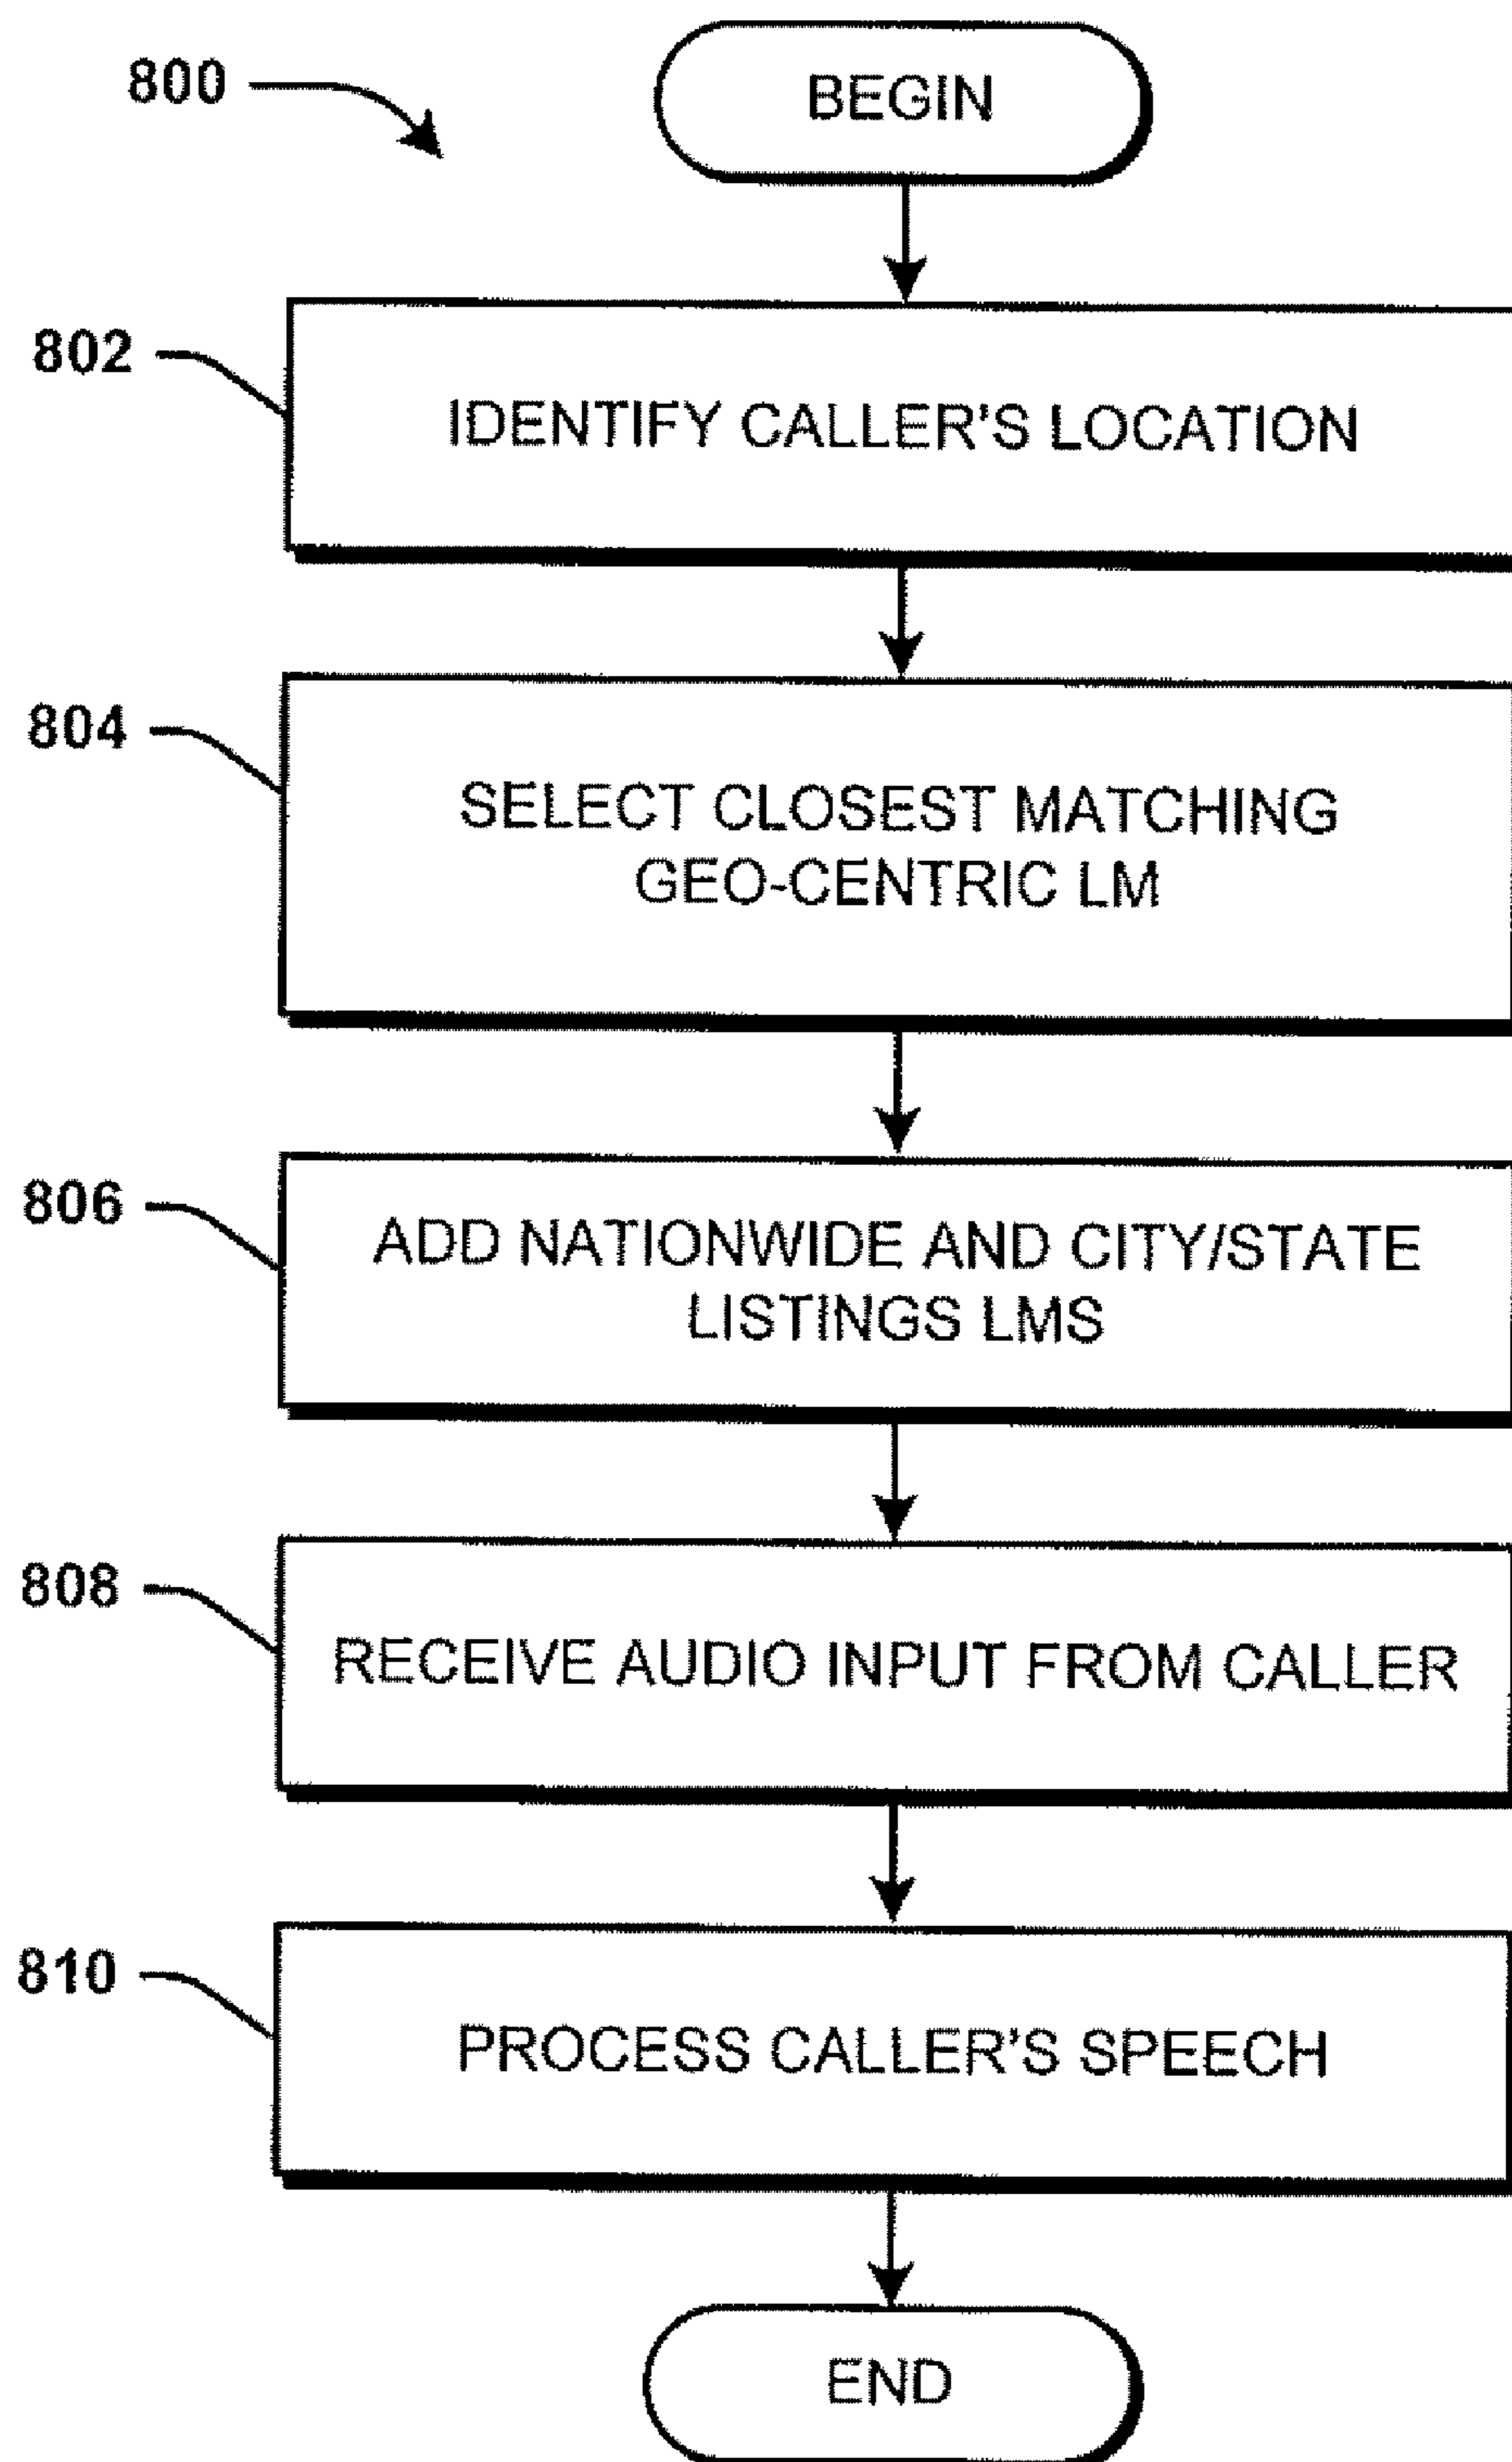 800
BEGIN
802
IDENTIFY CALLER'S LOCATION
804
SELECT CLOSEST MATCHING
GEO-CENTRIC LM
806
ADD NATIONWIDE AND CITY/STATE
LISTINGS LMS
808
RECEIVE AUDIO INPUT FROM CALLER
810
PROCESS CALLER'S SPEECH
END